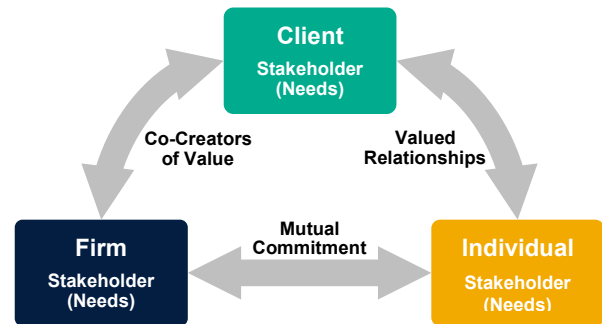 Client
Stakeholder
(Needs)
Co-Creators
of Value
Valued
Relationships
Firm
Stakeholder
(Needs)
Mutual
Commitment
Individual
Stakeholder
(Needs)